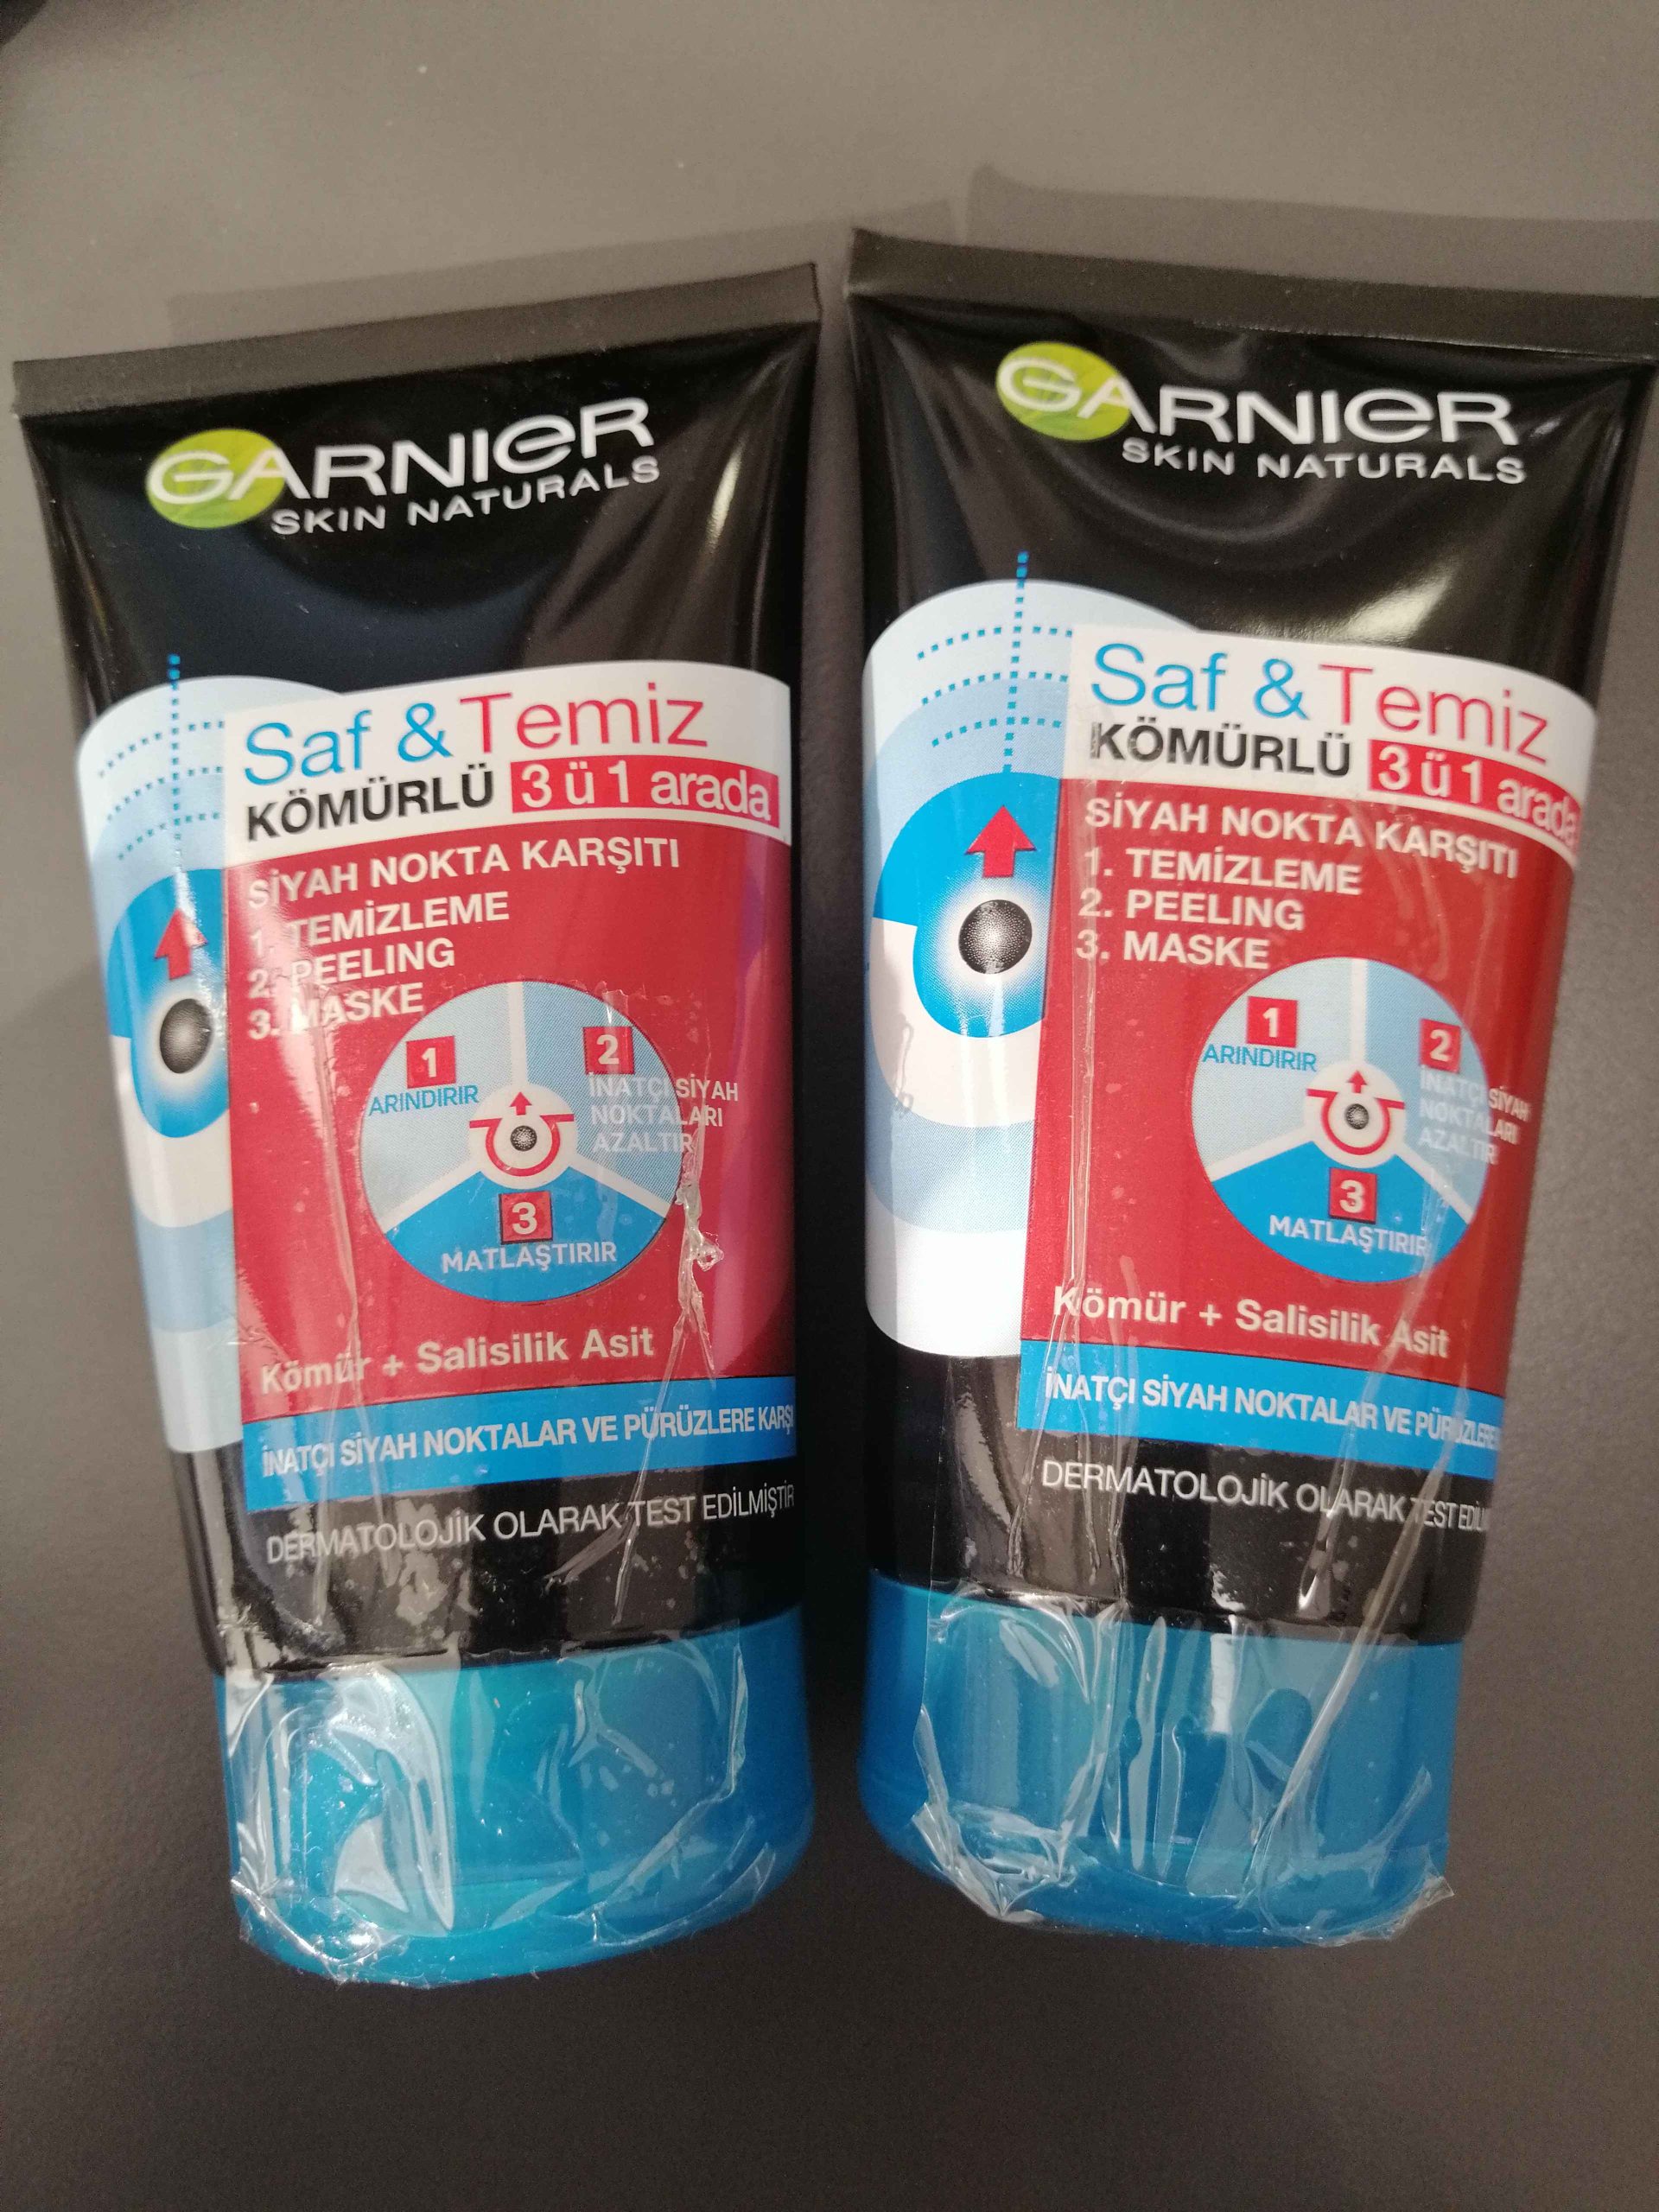 GARNIER
SKIN NATURALS
Saf & Temiz
KÖMÜRLÜ 3 ü 1 arada
SİYAH NOKTA KARŞITI
1. TEMİZLEME
2. PEELING
3. MASKE
1
ARINDIRIR
2
İNATÇI SİYAH
NOKTALARI
AZALTIR
3
MATLAŞTIRIR
Kömür + Salisilik Asit
İNATÇI SİYAH NOKTALAR VE PÜRÜZLERE KARŞI
DERMATOLOJİK OLARAK TEST EDİLMİŞTİR
GARNIER
SKIN NATURALS
Saf & Temiz
KÖMÜRLÜ 3 ü 1 arada
SİYAH NOKTA KARŞITI
1. TEMİZLEME
2. PEELING
3. MASKE
1
ARINDIRIR
2
İNATÇI SİYAH
NOKTALARI
AZALTIR
3
MATLAŞTIRIR
Kömür + Salisilik Asit
İNATÇI SİYAH NOKTALAR VE PÜRÜZLERE
DERMATOLOJİK OLARAK TEST EDİL